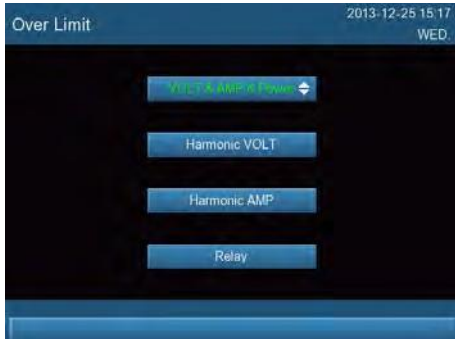 Over Limit
2013-12-25 15:17
WED.
VOLT & AMP & Power
Harmonic VOLT
Harmonic AMP
Relay